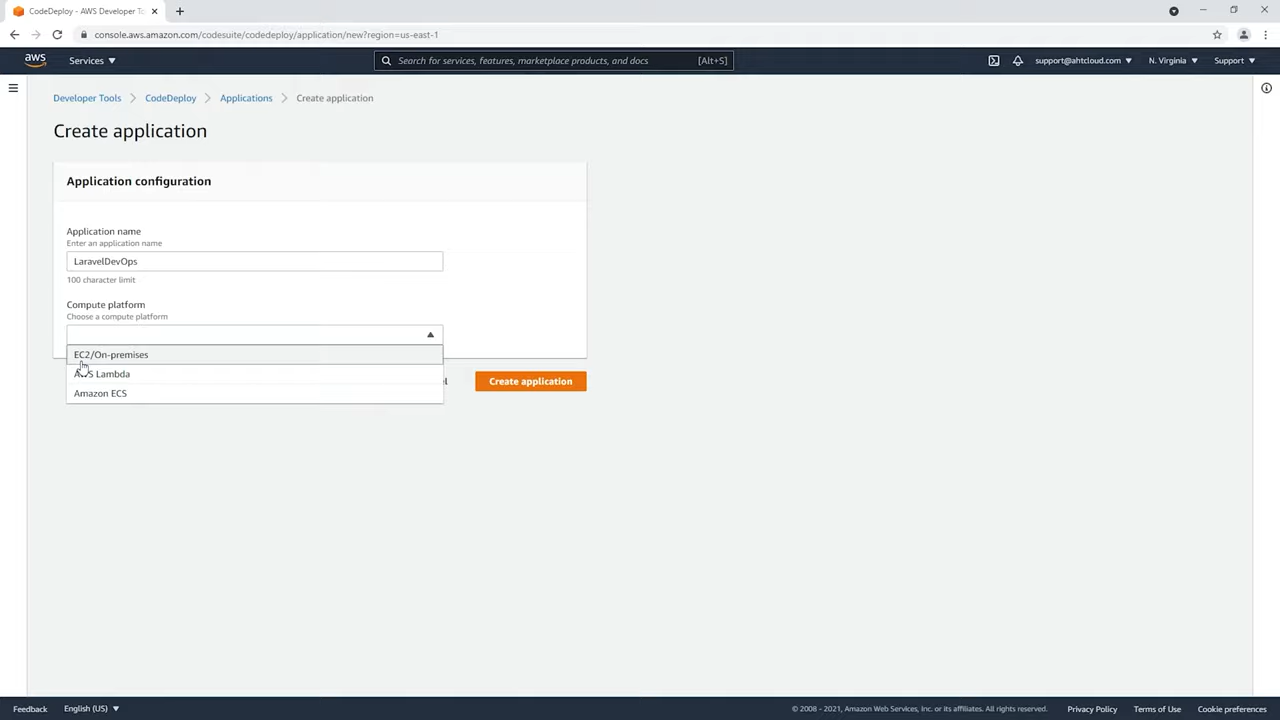 CodeDeploy - AWS Developer To
console.aws.amazon.com/codesuite/codedeploy/application/new?region=us-east-1
aws Services Search for services, features, marketplace products, and docs [Alt+S] support@ahtcloud.com N. Virginia Support
Developer Tools CodeDeploy Applications Create application
Create application
Application configuration
Application name
Enter an application name
LaravelDevOps
100 character limit
Compute platform
Choose a compute platform
EC2/On-premises
AWS Lambda
Create application
Amazon ECS
Feedback English (US) © 2008 - 2021, Amazon Web Services, Inc. or its affiliates. All rights reserved. Privacy Policy Terms of Use Cookie preferences